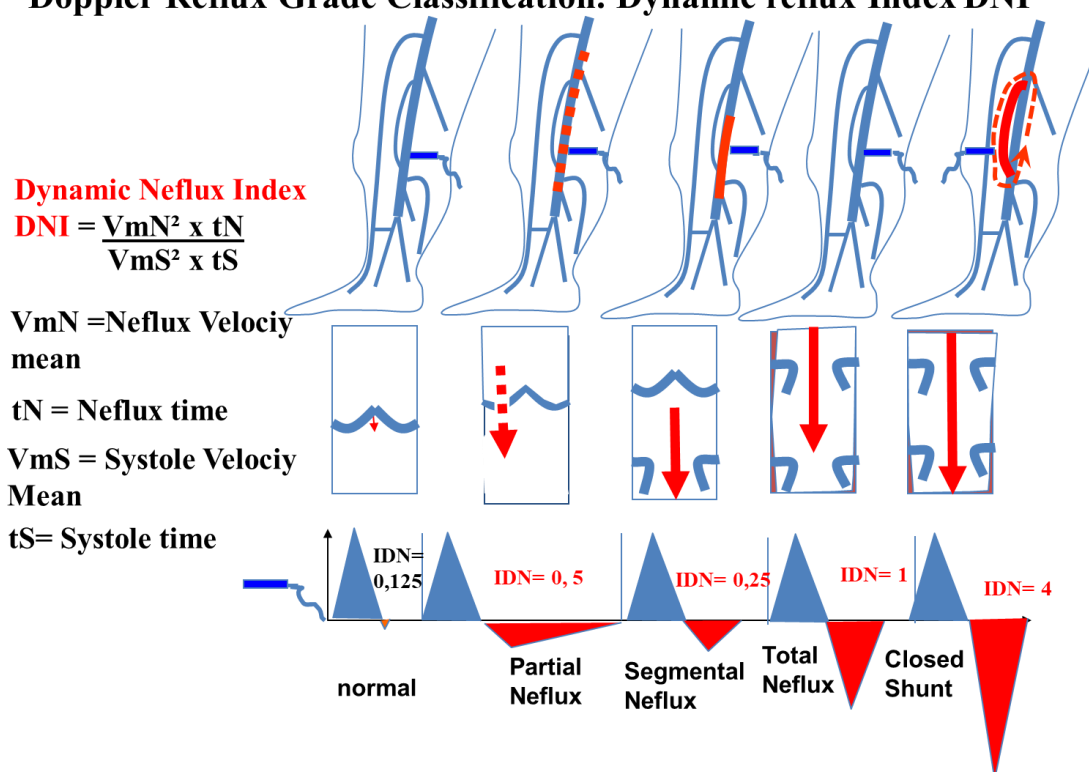 Doppler Reflux Grade Classification: Dynamic reflux Index DNI
Dynamic Neflux Index
DNI = VmN² x tN
VmS² x tS
VmN =Neflux Velociy
mean
tN = Neflux time
VmS = Systole Velociy
Mean
tS= Systole time
IDN=
0,125
IDN= 0, 5
IDN= 0,25
IDN= 1
IDN= 4
normal
Partial
Neflux
Segmental
Neflux
Total
Neflux
Closed
Shunt